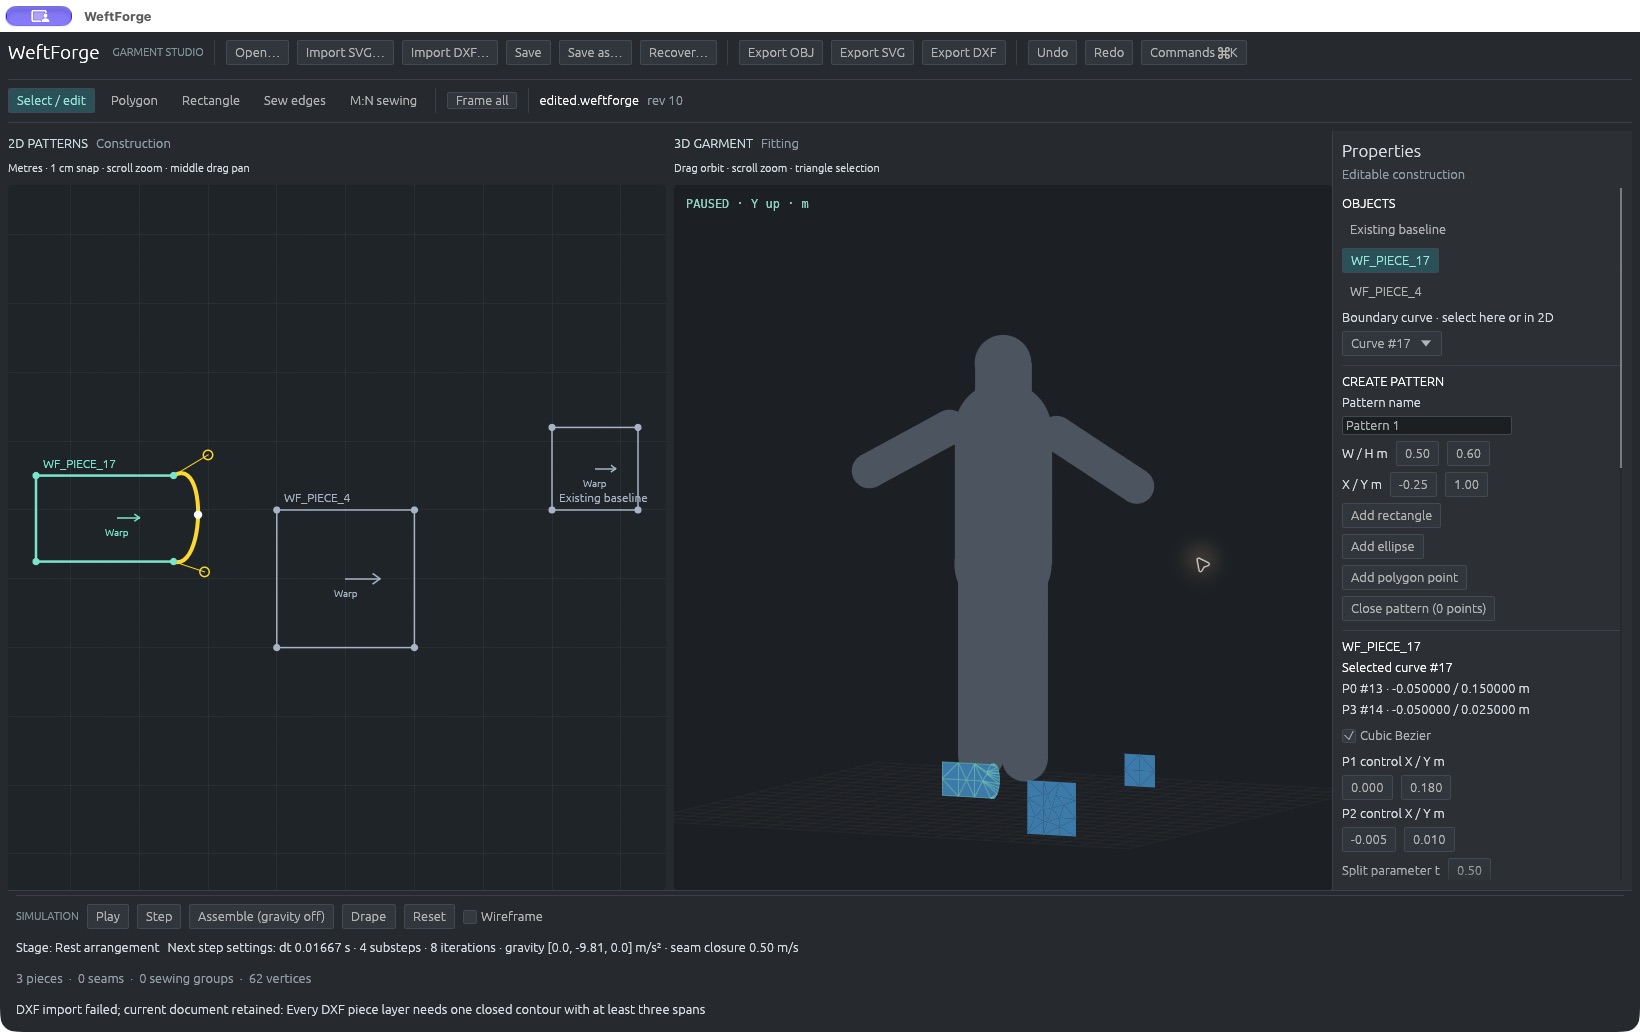 WeftForge
WeftForge GARMENT STUDIO Open... Import SVG... Import DXF... Save Save as... Recover... Export OBJ Export SVG Export DXF Undo Redo Commands⌘K
Select / edit Polygon Rectangle Sew edges M:N sewing Frame all edited.weftforge rev 10
2D PATTERNS Construction
Metres · 1 cm snap · scroll zoom · middle drag pan
WF_PIECE_17
Warp
WF_PIECE_4
Warp
Warp
Existing baseline
3D GARMENT Fitting
Drag orbit · scroll zoom · triangle selection
PAUSED · Y up · m
Properties
Editable construction
OBJECTS
Existing baseline
WF_PIECE_17
WF_PIECE_4
Boundary curve · select here or in 2D
Curve #17
CREATE PATTERN
Pattern name
Pattern 1
W / H m 0.50 0.60
X / Y m -0.25 1.00
Add rectangle
Add ellipse
Add polygon point
Close pattern (0 points)
WF_PIECE_17
Selected curve #17
P0 #13 · -0.050000 / 0.150000 m
P3 #14 · -0.050000 / 0.025000 m
Cubic Bezier
P1 control X / Y m
0.000 0.180
P2 control X / Y m
-0.005 0.010
Split parameter t 0.50
SIMULATION Play Step Assemble (gravity off) Drape Reset Wireframe
Stage: Rest arrangement Next step settings: dt 0.01667 s · 4 substeps · 8 iterations · gravity [0.0, -9.81, 0.0] m/s² · seam closure 0.50 m/s
3 pieces · 0 seams · 0 sewing groups · 62 vertices
DXF import failed; current document retained: Every DXF piece layer needs one closed contour with at least three spans